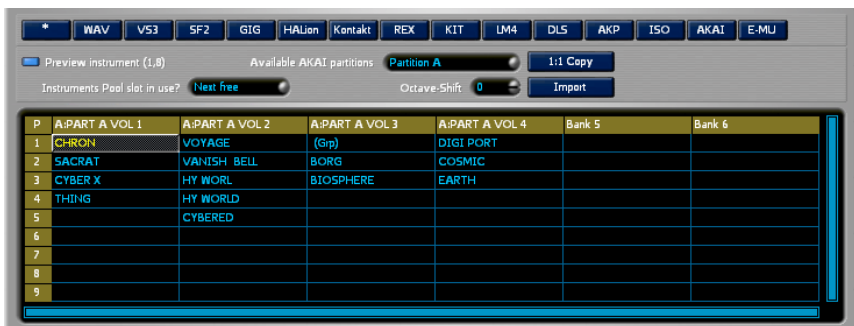 * WAV VS3 SF2 GIG HALion Kontakt REX KIT LM4 DLS AKP ISO AKAI E-MU
Preview instrument (1,8) Available AKAI partitions Partition A 1:1 Copy
Instruments Pool slot in use? Next free Octave-Shift 0 Import
P A:PART A VOL 1 A:PART A VOL 2 A:PART A VOL 3 A:PART A VOL 4 Bank 5 Bank 6
1 CHRON VOYAGE (Grp) DIGI PORT
2 SACRAT VANISH BELL BORG COSMIC
3 CYBER X HY WORL BIOSPHERE EARTH
4 THING HY WORLD
5 CYBERED
6
7
8
9